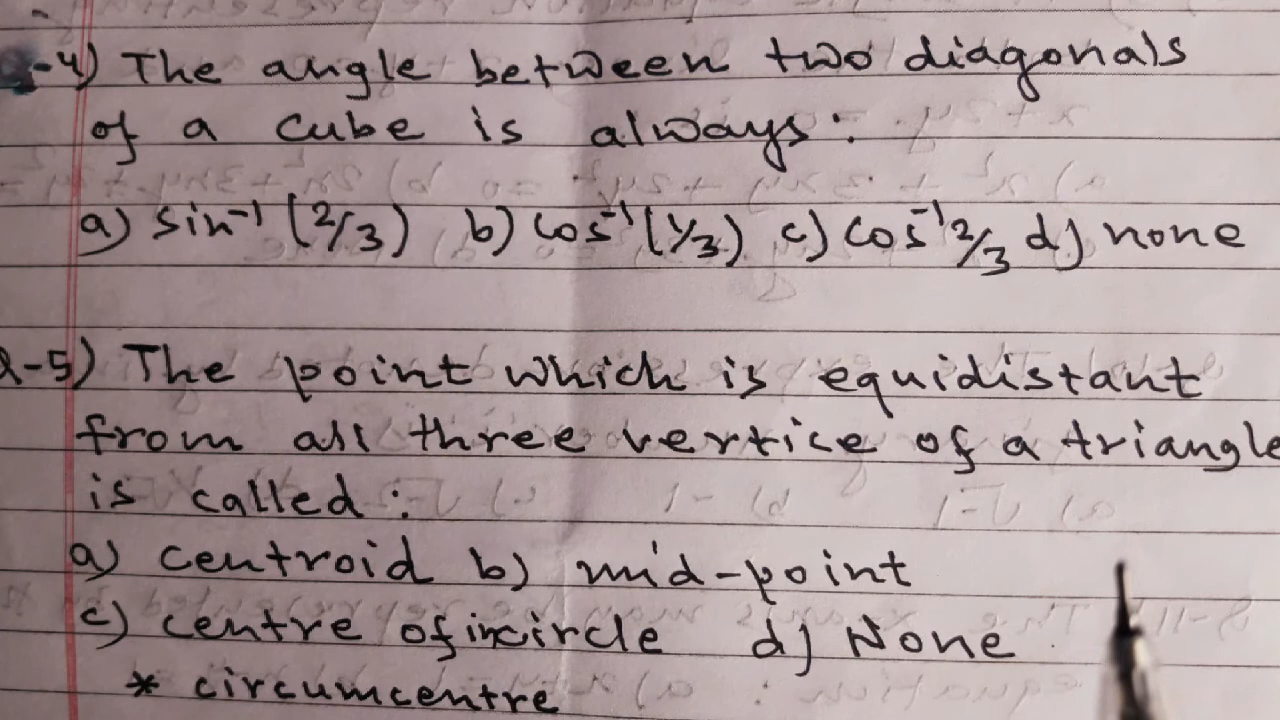 Q-4) The angle between two diagonals
of a cube is always:
a) sin⁻¹ (2/3) b) cos⁻¹(1/3) c) cos⁻¹ 2/3 d) none
Q-5) The point which is equidistant
from all three vertice of a triangle
is called:
a) centroid b) mid-point
c) centre of incircle d) None
* circumcentre